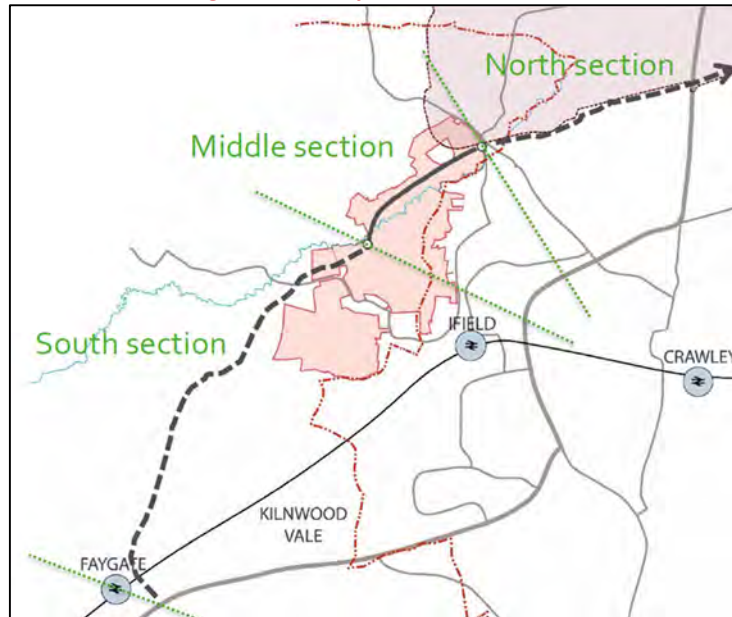 North section
Middle section
South section
IFIELD
CRAWLEY
KILNWOOD
VALE
FAYGATE